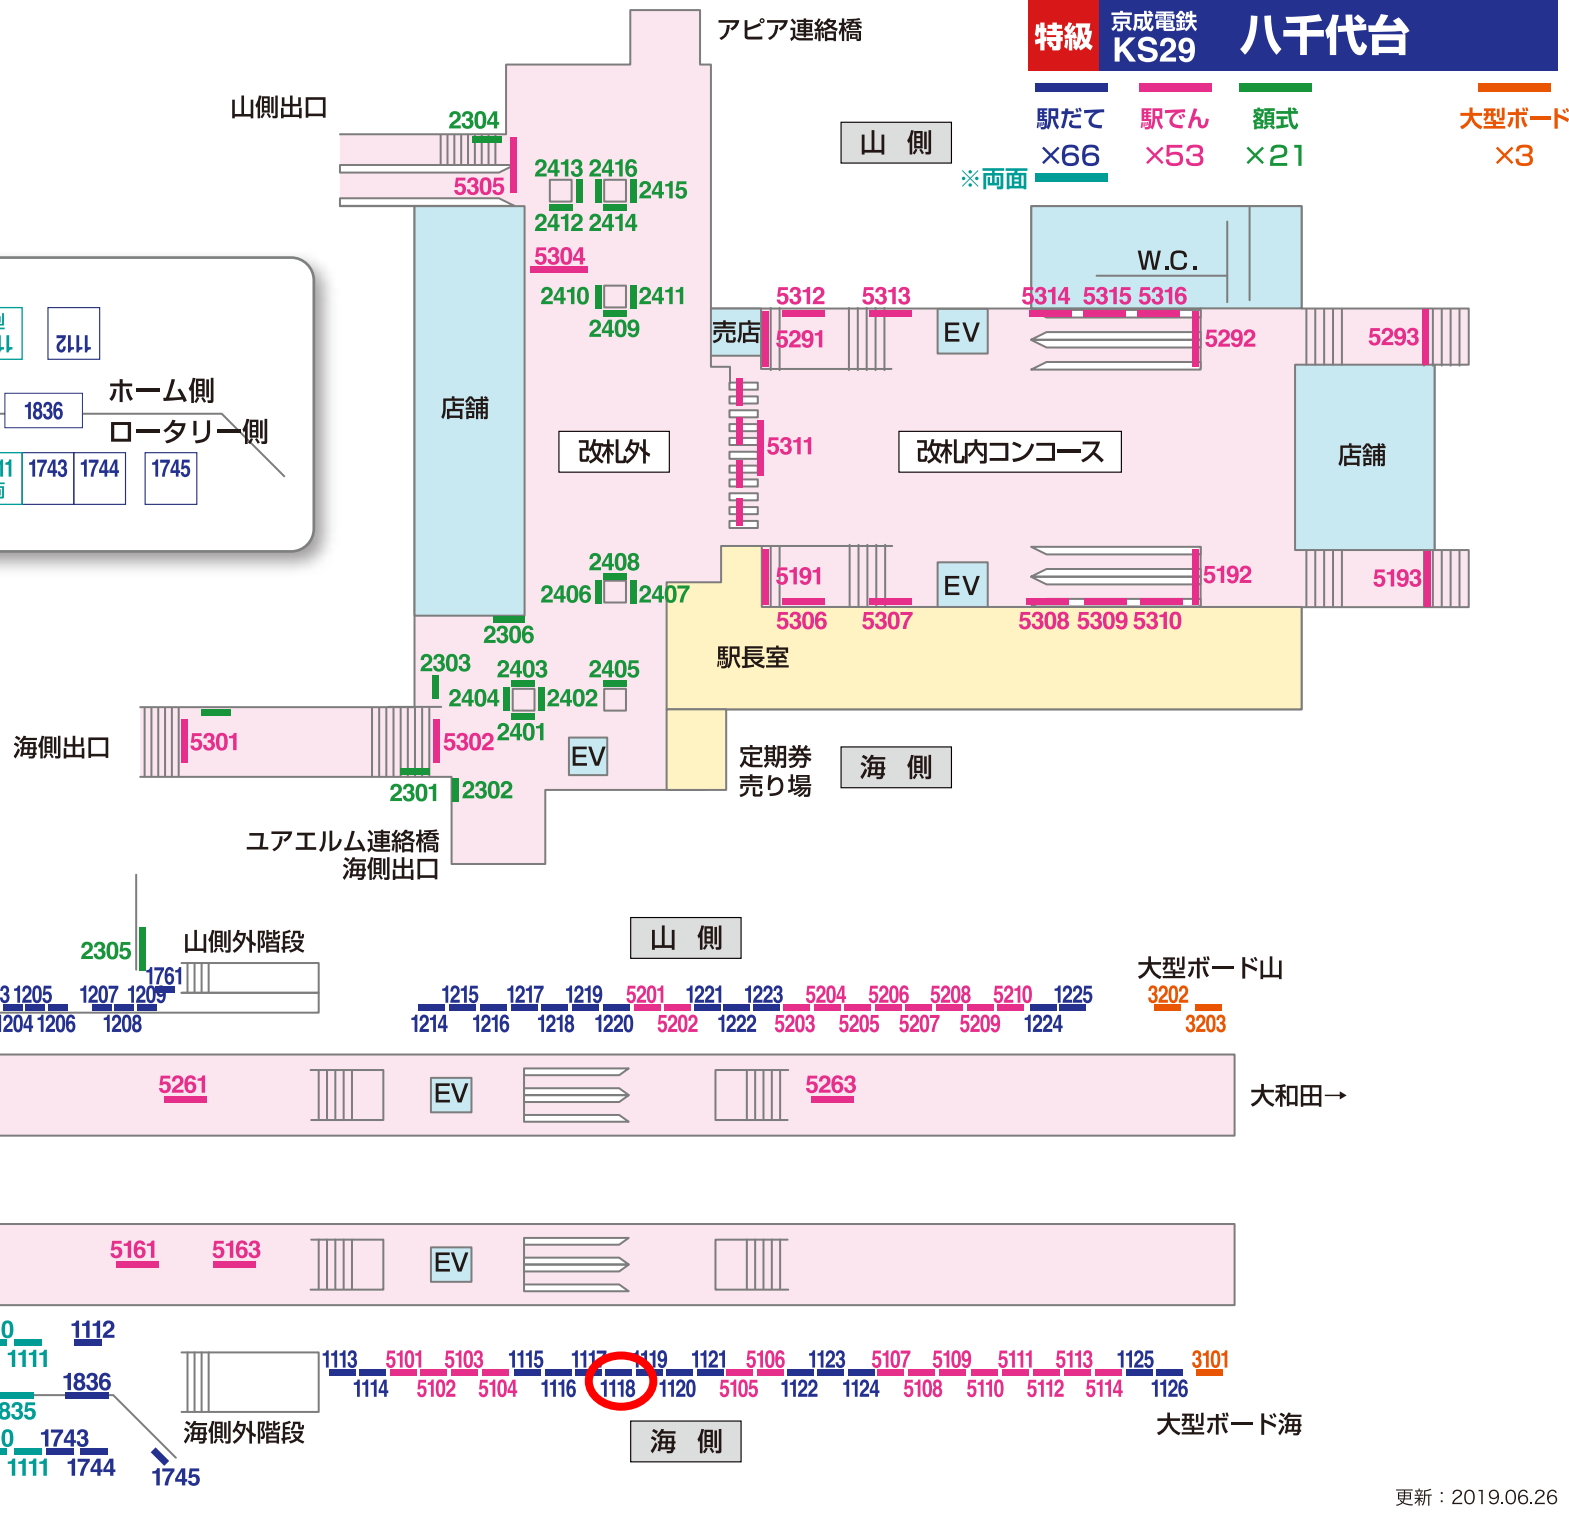 アピア連絡橋
特級
京成電鉄
KS29
八千代台
駅だて
×66
駅でん
×53
額式
×21
大型ボード
×3
※両面
山側出口
2304
5305
山 側
2413 2416
2415
2412 2414
5304
2410 2411
2409
W.C.
5312 5313 5314 5315 5316
売店
5291
EV
5292
5293
1112
ホーム側
1836
ロータリー側
1743 1744 1745
店舗
改札外
5311
改札内コンコース
店舗
2408
2406 2407
5191
EV
5192
5193
2306
5306 5307 5308 5309 5310
駅長室
2303
2403 2405
2404 2402
2401
海側出口
5301
5302
EV
定期券
売り場
海 側
2301
2302
ユアエルム連絡橋
海側出口
2305
山側外階段
山 側
大型ボード山
1761
1205 1207 1209
1204 1206 1208
1215 1217 1219 5201 1221 1223 5204 5206 5208 5210 1225
1214 1216 1218 1220 5202 1222 5203 5205 5207 5209 1224
3202
3203
5261
EV
5263
大和田→
5161 5163
EV
1112
1111
1836
1743
1111 1744
1745
海側外階段
1113 5101 5103 1115 1117 1119 1121 5106 1123 5107 5109 5111 5113 1125 3101
1114 5102 5104 1116 1118 1120 5105 1122 1124 5108 5110 5112 5114 1126
海 側
大型ボード海
更新：2019.06.26